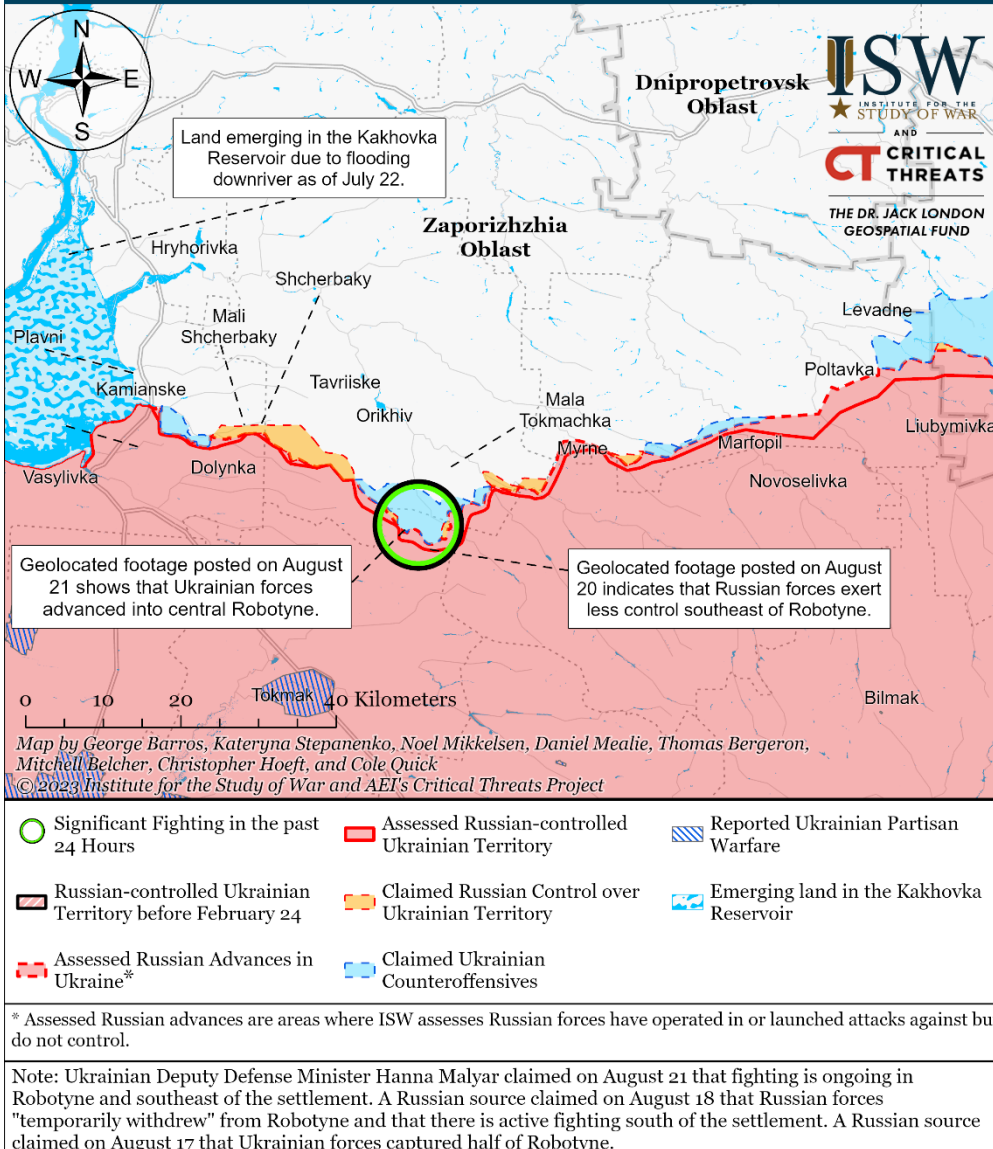 N
W
E
S
ISW
INSTITUTE FOR THE
STUDY OF WAR
AND
CT CRITICAL
THREATS
THE DR. JACK LONDON
GEOSPATIAL FUND
Dnipropetrovsk
Oblast
Land emerging in the Kakhovka
Reservoir due to flooding
downriver as of July 22.
Zaporizhzhia
Oblast
Hryhorivka
Shcherbaky
Mali
Shcherbaky
Levadne
Plavni
Kamianske
Tavriiske
Orikhiv
Poltavka
Mala
Tokmachka
Myrne
Marfopil
Liubymivka
Vasylivka
Dolynka
Novoselivka
Geolocated footage posted on August
21 shows that Ukrainian forces
advanced into central Robotyne.
Geolocated footage posted on August
20 indicates that Russian forces exert
less control southeast of Robotyne.
Tokmak
Bilmak
0 10 20 40 Kilometers
Map by George Barros, Kateryna Stepanenko, Noel Mikkelsen, Daniel Mealie, Thomas Bergeron,
Mitchell Belcher, Christopher Hoeft, and Cole Quick
© 2023 Institute for the Study of War and AEI's Critical Threats Project
Significant Fighting in the past
24 Hours
Assessed Russian-controlled
Ukrainian Territory
Reported Ukrainian Partisan
Warfare
Russian-controlled Ukrainian
Territory before February 24
Claimed Russian Control over
Ukrainian Territory
Emerging land in the Kakhovka
Reservoir
Assessed Russian Advances in
Ukraine*
Claimed Ukrainian
Counteroffensives
* Assessed Russian advances are areas where ISW assesses Russian forces have operated in or launched attacks against bu
do not control.
Note: Ukrainian Deputy Defense Minister Hanna Malyar claimed on August 21 that fighting is ongoing in
Robotyne and southeast of the settlement. A Russian source claimed on August 18 that Russian forces
"temporarily withdrew" from Robotyne and that there is active fighting south of the settlement. A Russian source
claimed on August 17 that Ukrainian forces captured half of Robotyne.